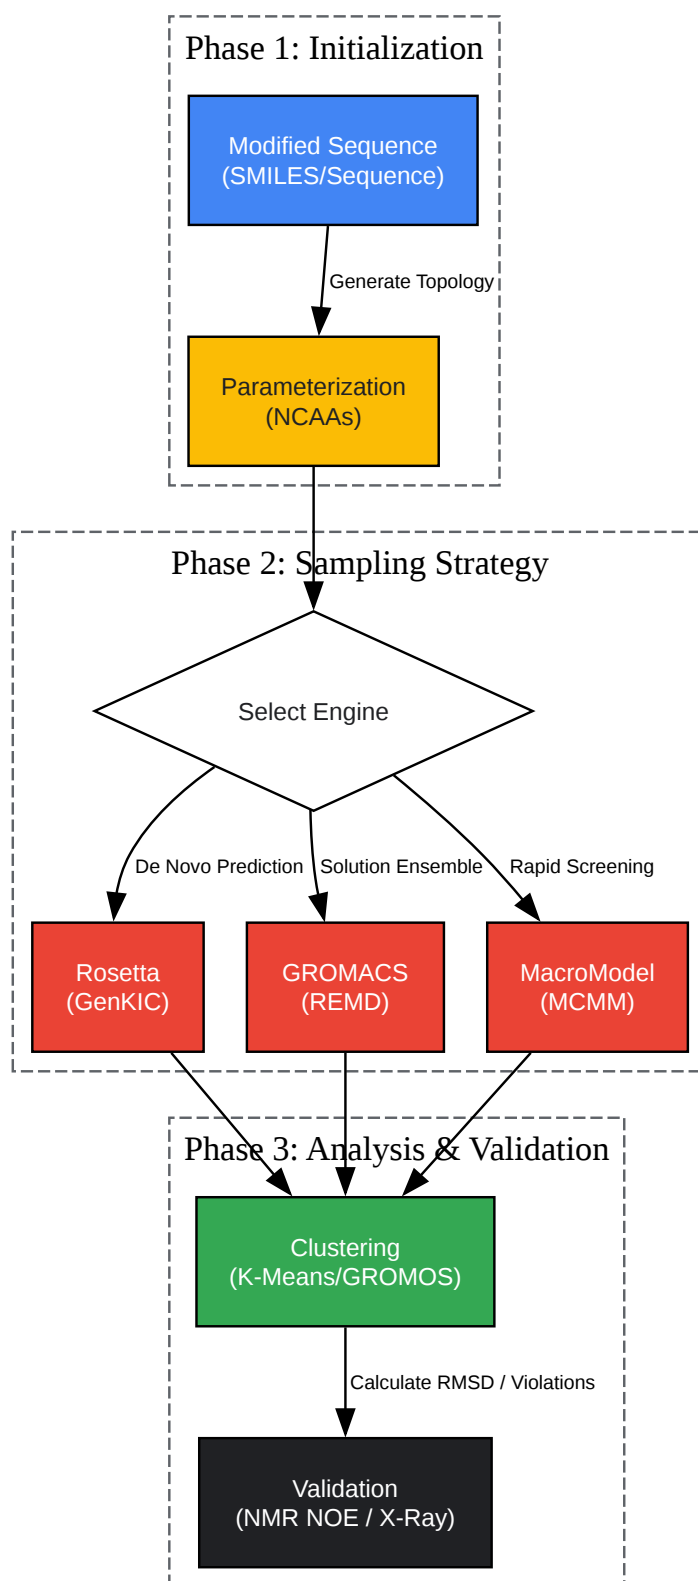 Phase 1: Initialization
Modified Sequence
(SMILES/Sequence)
Generate Topology
Parameterization
(NCAAs)
Phase 2: Sampling Strategy
Select Engine
De Novo Prediction
Solution Ensemble
Rapid Screening
Rosetta
(GenKIC)
GROMACS
(REMD)
MacroModel
(MCMM)
Phase 3: Analysis & Validation
Clustering
(K-Means/GROMOS)
Calculate RMSD / Violations
Validation
(NMR NOE / X-Ray)